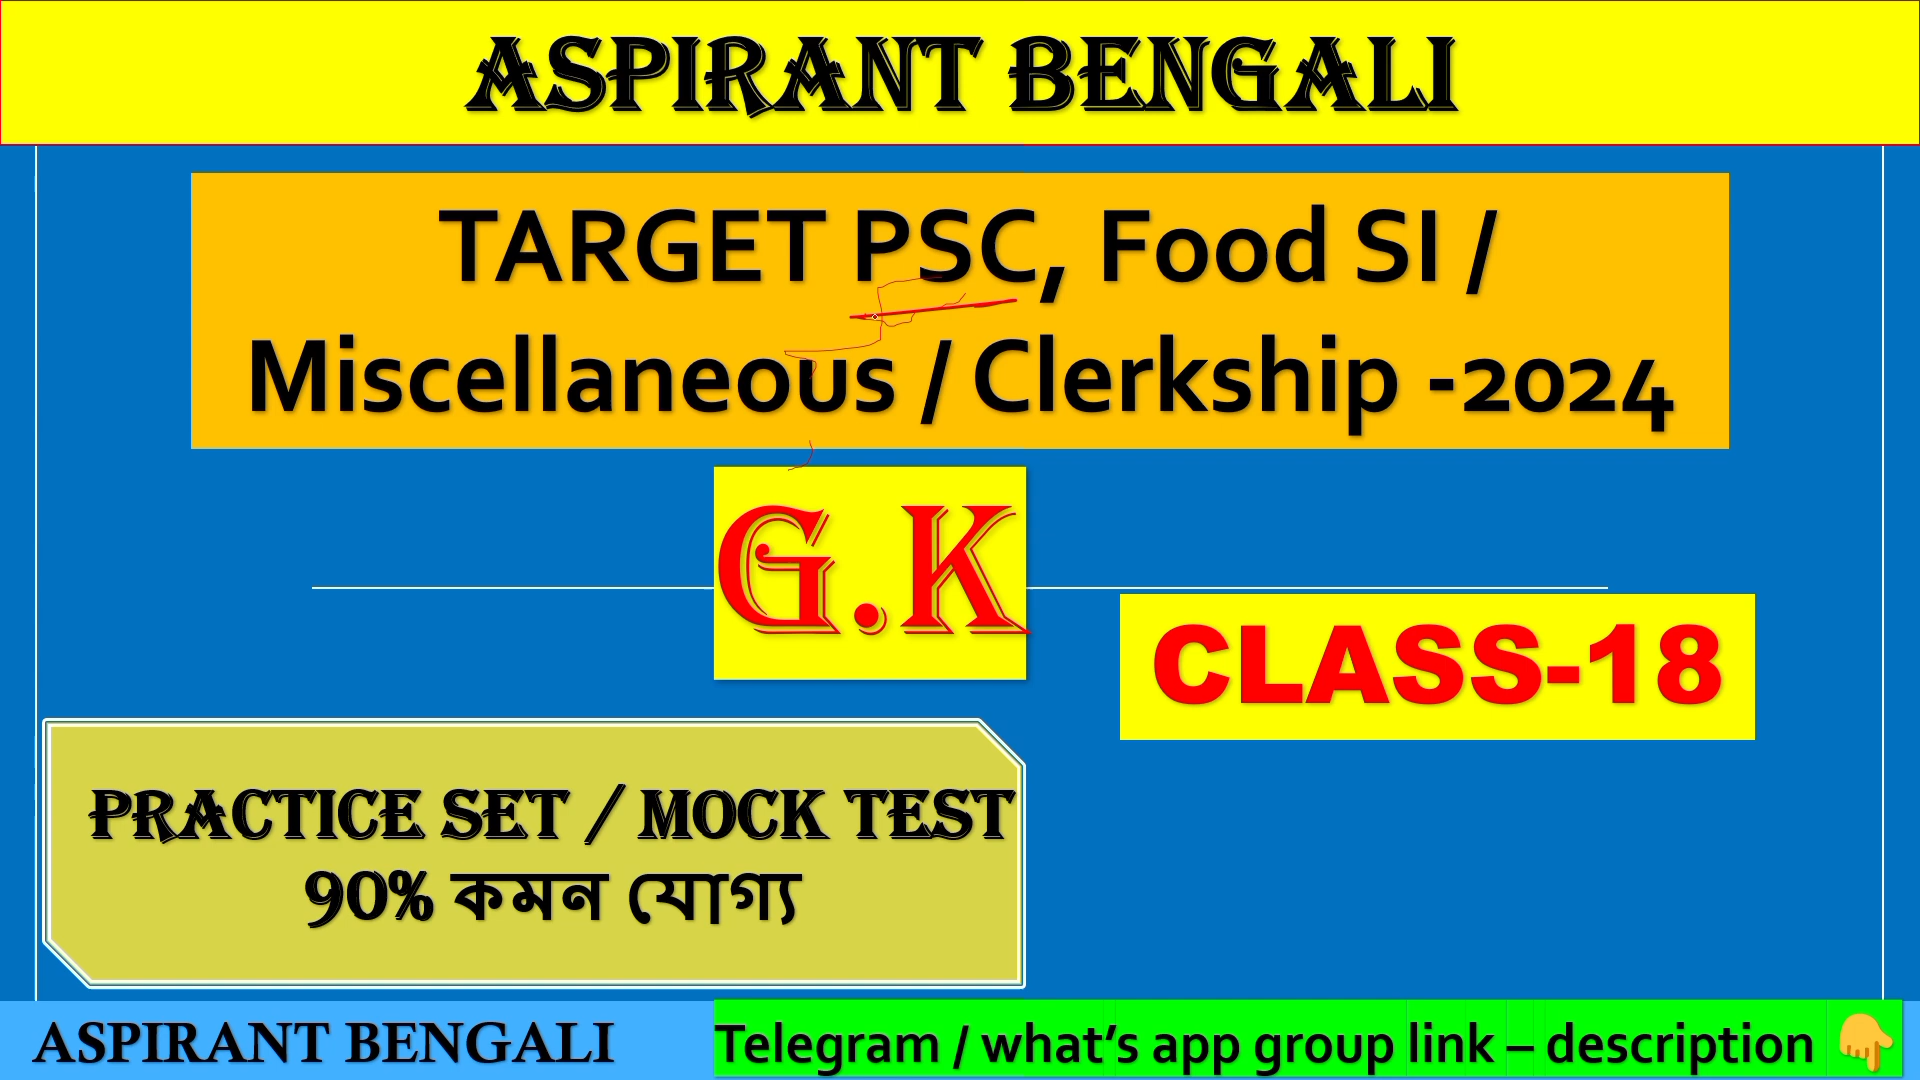 ASPIRANT BENGALI
TARGET PSC, Food SI /
Miscellaneous / Clerkship -2024
G.K
CLASS-18
PRACTICE SET / MOCK TEST
90% কমন যোগ্য
ASPIRANT BENGALI
Telegram / what’s app group link – description 👇